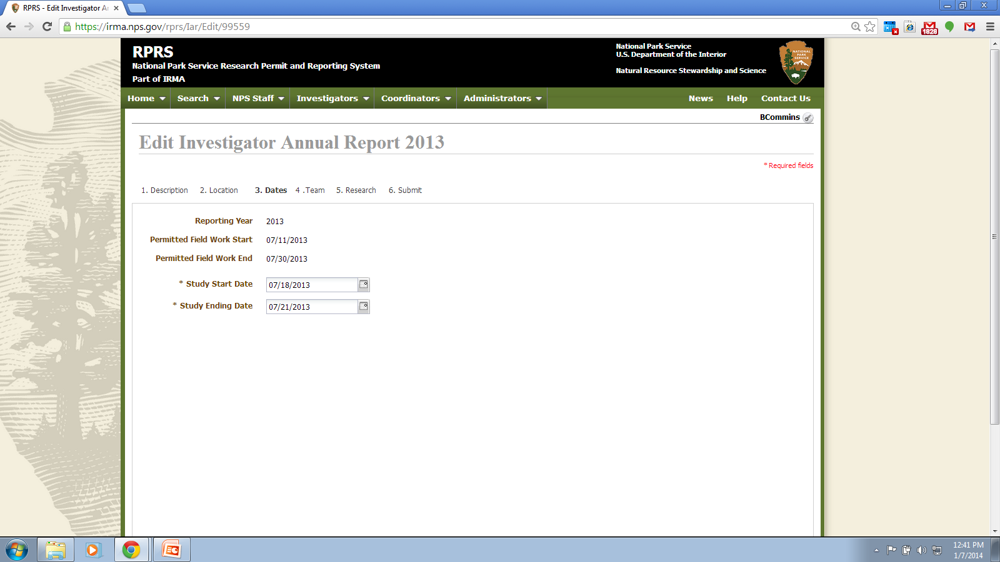 RPRS - Edit Investigator A
https://irma.nps.gov/rprs/Iar/Edit/99559
1828
RPRS
National Park Service Research Permit and Reporting System
Part of IRMA
National Park Service
U.S. Department of the Interior
Natural Resource Stewardship and Science
NATIONAL
PARK
SERVICE
Home Search NPS Staff Investigators Coordinators Administrators News Help Contact Us
BCommins
Edit Investigator Annual Report 2013
* Required fields
1. Description 2. Location 3. Dates 4 .Team 5. Research 6. Submit
Reporting Year 2013
Permitted Field Work Start 07/11/2013
Permitted Field Work End 07/30/2013
* Study Start Date 07/18/2013
* Study Ending Date 07/21/2013
12:41 PM
1/7/2014